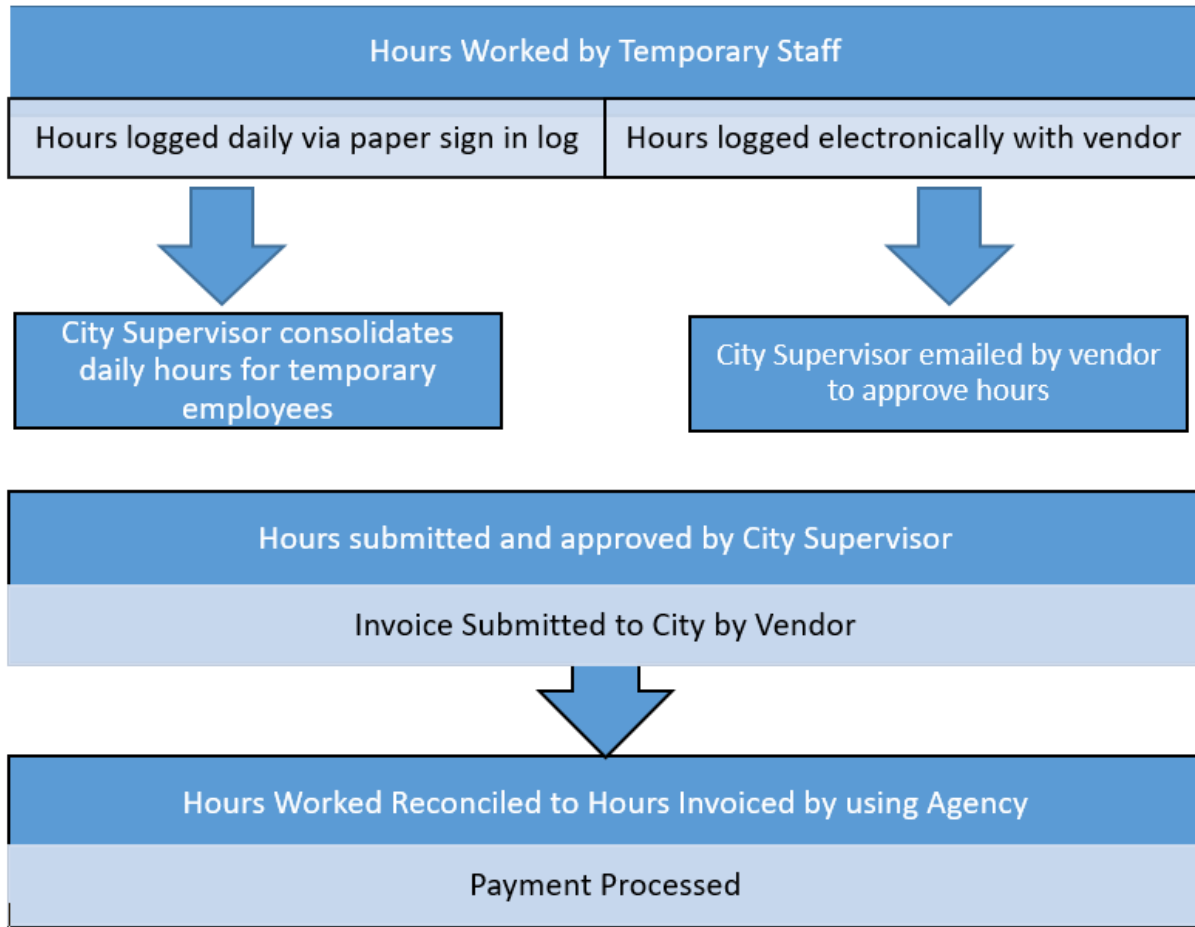 Hours Worked by Temporary Staff
Hours logged daily via paper sign in log
Hours logged electronically with vendor
City Supervisor consolidates
daily hours for temporary
employees
City Supervisor emailed by vendor
to approve hours
Hours submitted and approved by City Supervisor
Invoice Submitted to City by Vendor
Hours Worked Reconciled to Hours Invoiced by using Agency
Payment Processed